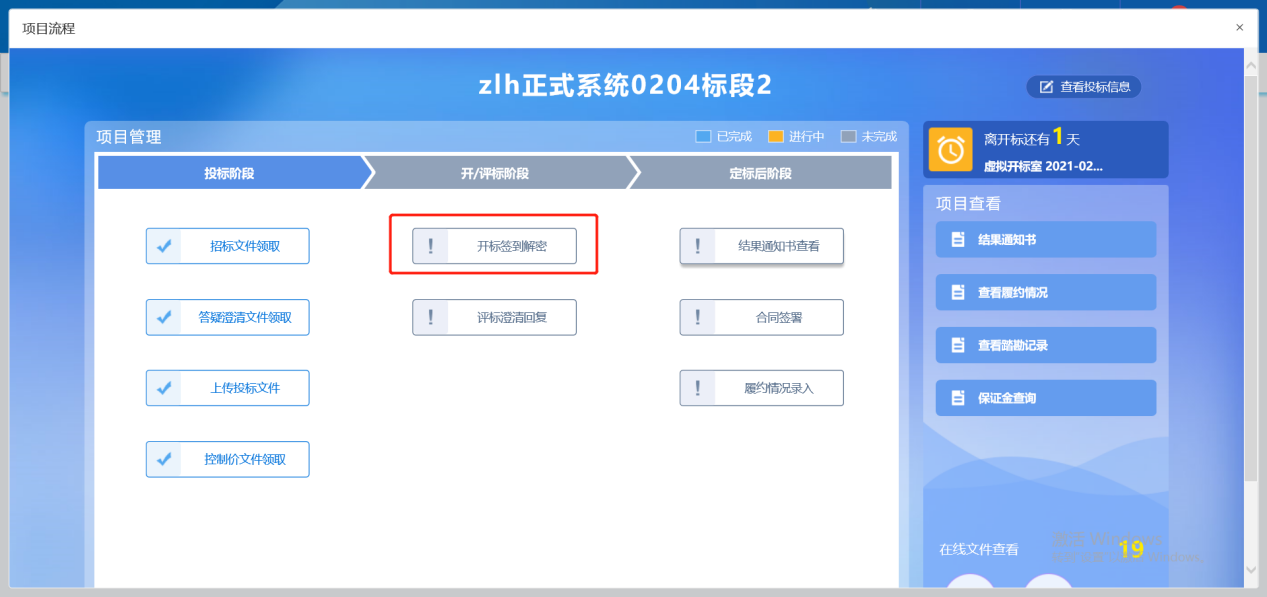 项目流程
×
zlh正式系统0204标段2
查看投标信息
项目管理
已完成 进行中 未完成
投标阶段 开/评标阶段 定标后阶段
招标文件领取 开标签到解密 结果通知书查看
答疑澄清文件领取 评标澄清回复 合同签署
上传投标文件 履约情况录入
控制价文件领取
离开标还有1天
虚拟开标室 2021-02...
项目查看
结果通知书
查看履约情况
查看踏勘记录
保证金查询
在线文件查看 19